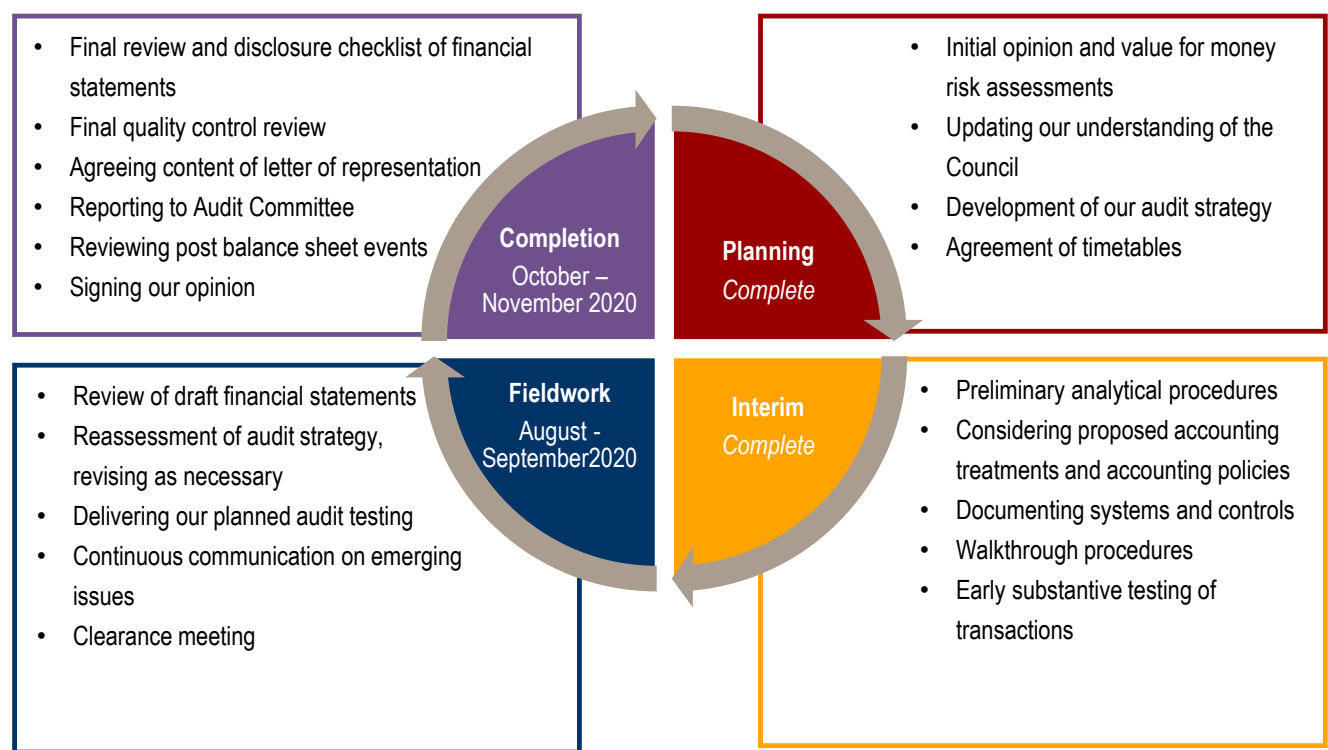 • Final review and disclosure checklist of financial
statements
• Final quality control review
• Agreeing content of letter of representation
• Reporting to Audit Committee
• Reviewing post balance sheet events
• Signing our opinion
Completion
October –
November 2020
Planning
Complete
• Initial opinion and value for money
risk assessments
• Updating our understanding of the
Council
• Development of our audit strategy
• Agreement of timetables
• Review of draft financial statements
• Reassessment of audit strategy,
revising as necessary
• Delivering our planned audit testing
• Continuous communication on emerging
issues
• Clearance meeting
Fieldwork
August -
September2020
Interim
Complete
• Preliminary analytical procedures
• Considering proposed accounting
treatments and accounting policies
• Documenting systems and controls
• Walkthrough procedures
• Early substantive testing of
transactions